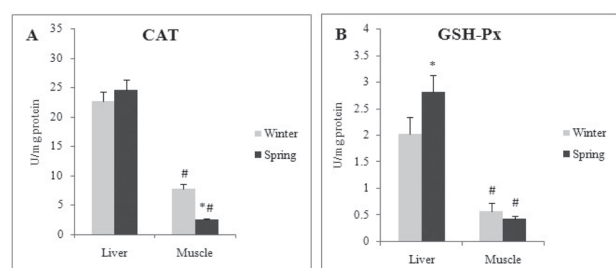 A
CAT
35
30
25
20
15
10
5
0
U/mg protein
#
*#
Liver
Muscle
Winter
Spring
B
GSH-Px
4
3.5
3
2.5
2
1.5
1
0.5
0
U/mg protein
*
#
#
Liver
Muscle
Winter
Spring